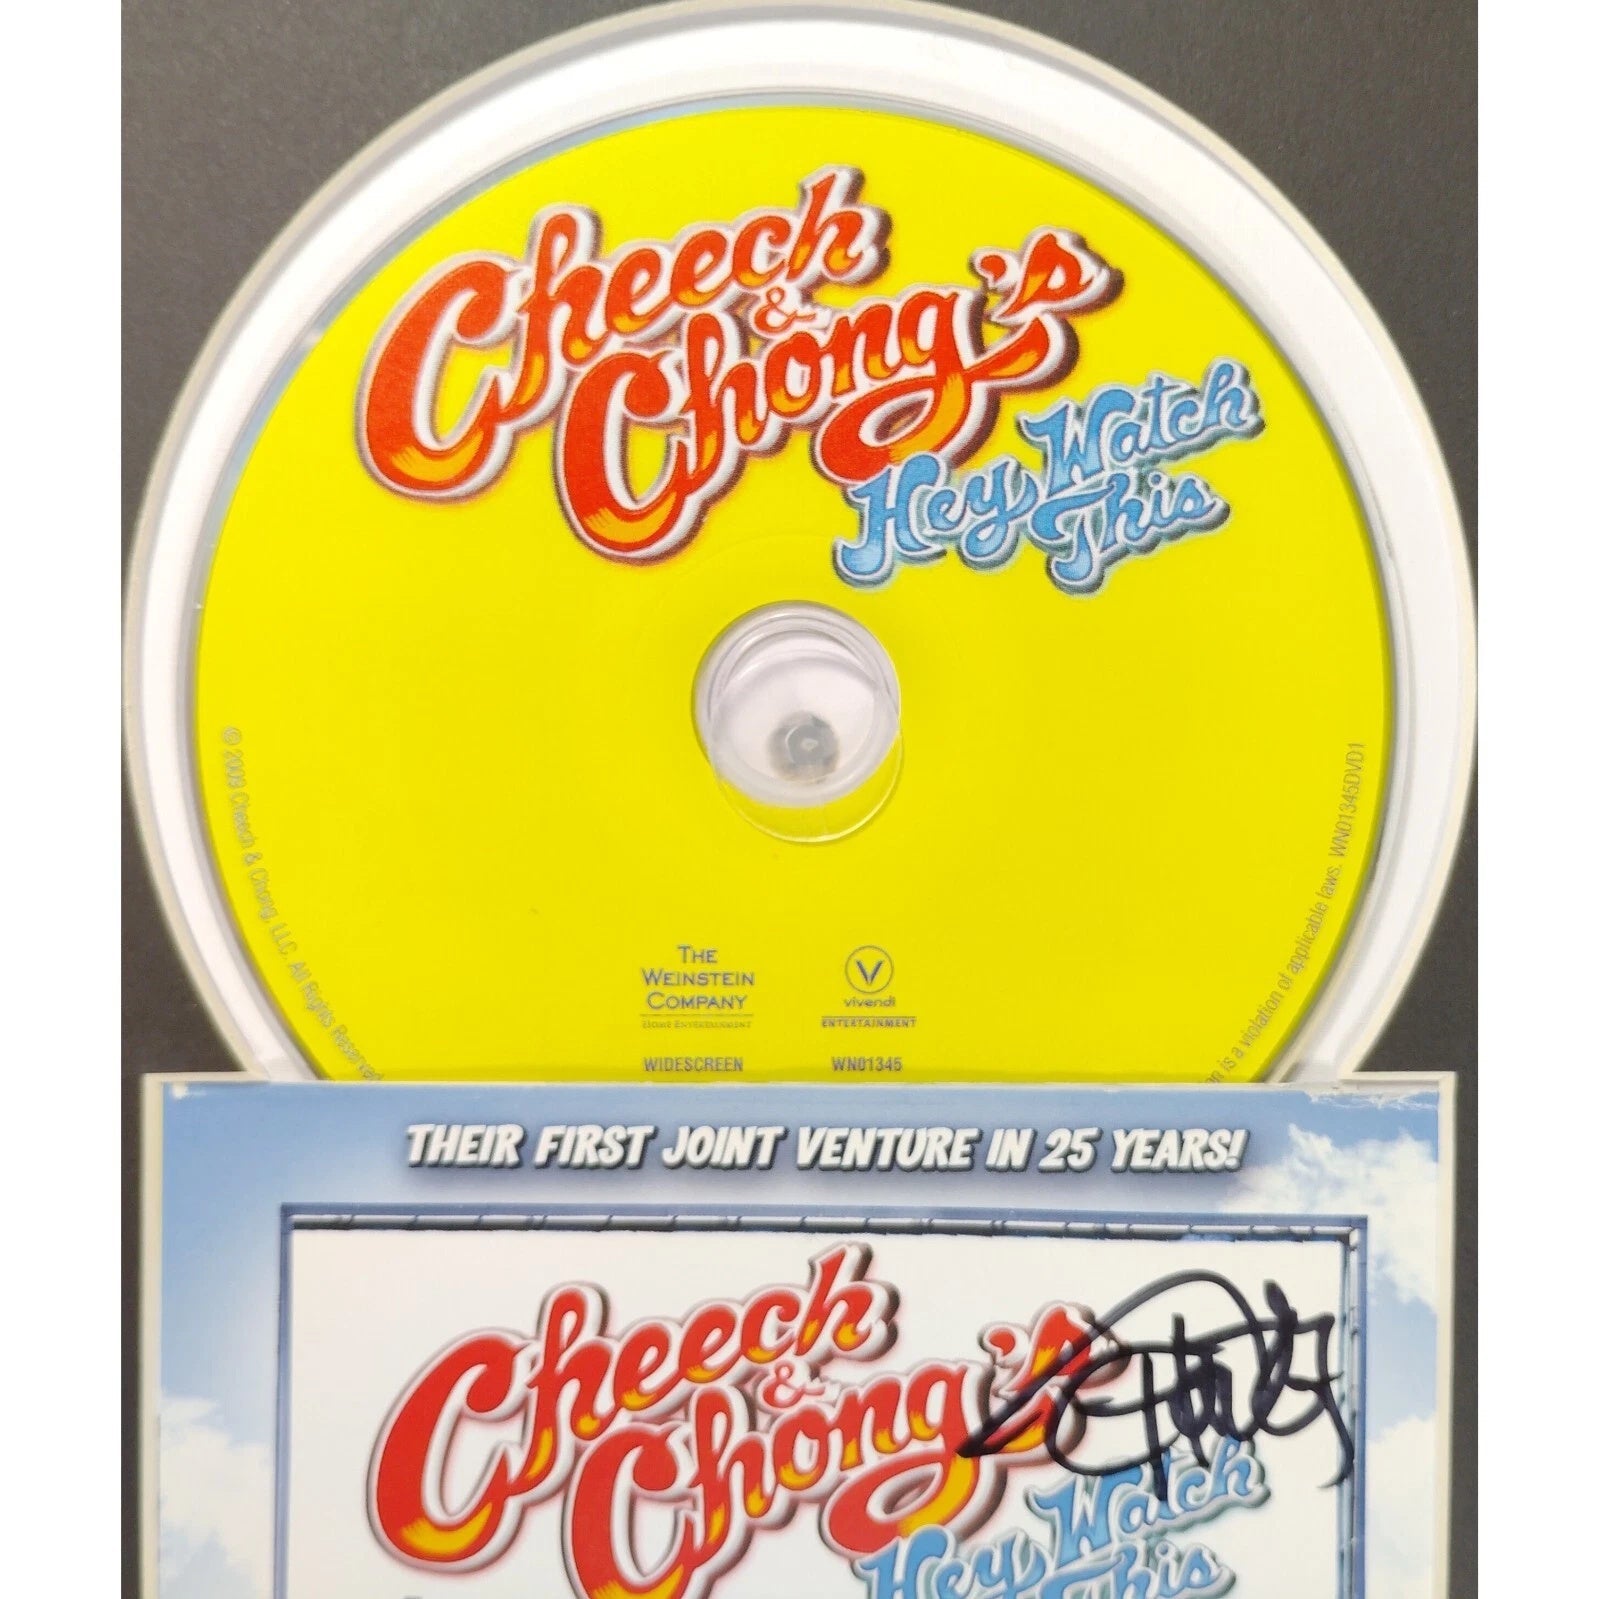 Cheech
&
Chong's
Hey Watch
This
© 2009 Cheech & Chong, LLC. All Rights Reserved
THE
WEINSTEIN
COMPANY
HOME ENTERTAINMENT
V
vivendi
ENTERTAINMENT
WIDESCREEN
WN01345
is a violation of applicable laws. WN01345DVD1
THEIR FIRST JOINT VENTURE IN 25 YEARS!
Cheech
&
Chong's
Hey Watch
This